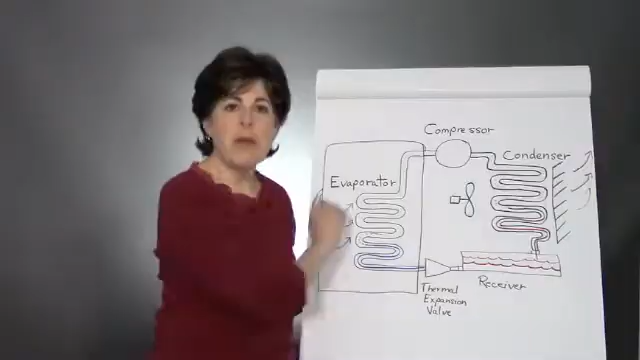 Compressor
Condenser
Evaporator
Receiver
Thermal
Expansion
Valve